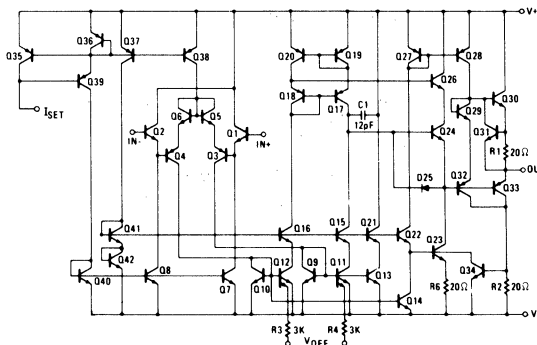 V+
Q35
Q36
Q37
Q38
Q39
ISET
Q20
Q19
Q18
Q17
C1
12pF
Q27
Q28
Q26
Q29
Q30
Q24
Q31
R1
20Ω
OU
IN-
Q2
Q6
Q5
Q1
IN+
Q4
Q3
D25
Q32
Q33
Q41
Q42
Q40
Q8
Q7
Q16
Q15
Q21
Q22
Q23
Q34
Q10
Q12
Q9
Q11
Q13
Q14
R6
20Ω
R2
20Ω
V
R3
3K
R4
3K
VOFF